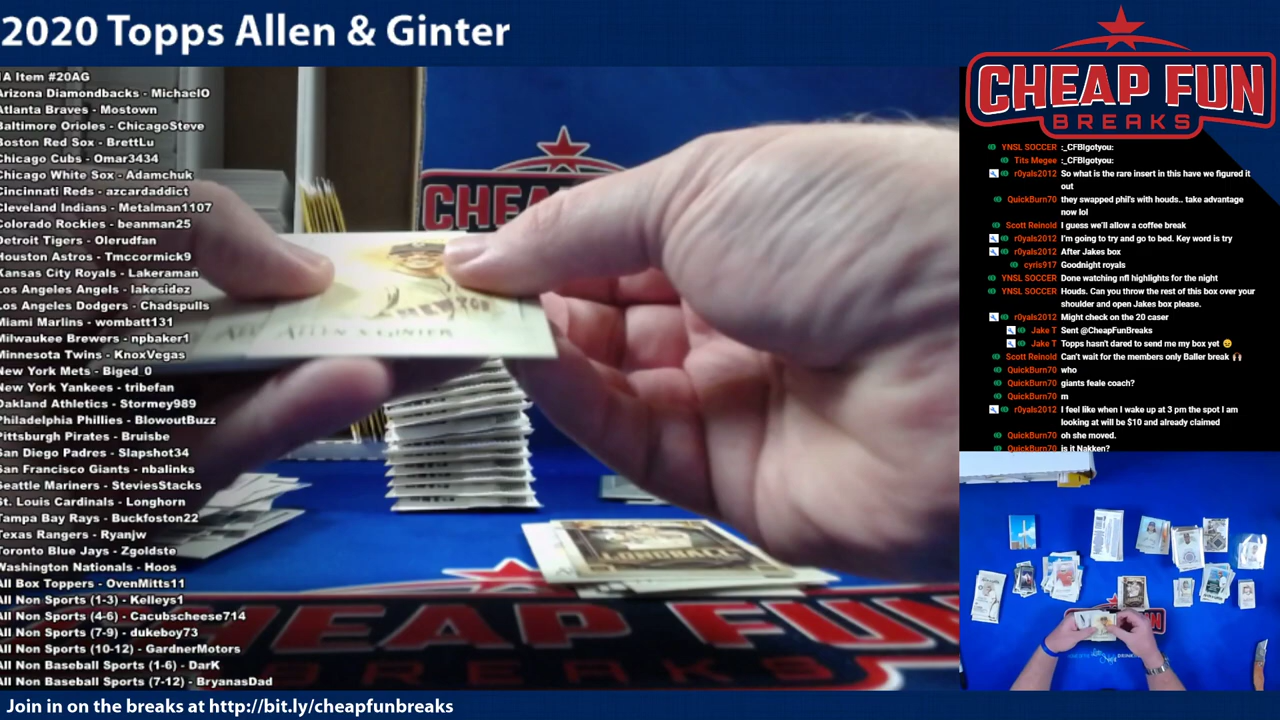 2020 Topps Allen & Ginter
1A Item #20AG
Arizona Diamondbacks - MichaelO
Atlanta Braves - Mostown
Baltimore Orioles - ChicagoSteve
Boston Red Sox - BrettLu
Chicago Cubs - Omar3434
Chicago White Sox - Adamchuk
Cincinnati Reds - azcardaddict
Cleveland Indians - Metalman1107
Colorado Rockies - beanman25
Detroit Tigers - Olerudfan
Houston Astros - Tmccormick9
Kansas City Royals - Lakeraman
Los Angeles Angels - lakesidez
Los Angeles Dodgers - Chadspulls
Miami Marlins - wombatt131
Milwaukee Brewers - npbaker1
Minnesota Twins - KnoxVegas
New York Mets - Biged_0
New York Yankees - tribefan
Oakland Athletics - Stormey989
Philadelphia Phillies - BlowoutBuzz
Pittsburgh Pirates - Bruisbe
San Diego Padres - Slapshot34
San Francisco Giants - nbalinks
Seattle Mariners - SteviesStacks
St. Louis Cardinals - Longhorn
Tampa Bay Rays - Buckfoston22
Texas Rangers - Ryanjw
Toronto Blue Jays - Zgoldste
Washington Nationals - Hoos
All Box Toppers - OvenMitts11
All Non Sports (1-3) - Kelleys1
All Non Sports (4-6) - Cacubscheese714
All Non Sports (7-9) - dukeboy73
All Non Sports (10-12) - GardnerMotors
All Non Baseball Sports (1-6) - DarK
All Non Baseball Sports (7-12) - BryanasDad
CHEAP
ALLEN & GINTER
LONGBALL
CHEAP FUN
BREAKS
CHEAP FUN
BREAKS
YNSL SOCCER :_CFBIgotyou:
Tits Megee :_CFBIgotyou:
r0yals2012 So what is the rare insert in this have we figured it
out
QuickBurn70 they swapped phil's with houds.. take advantage
now lol
Scott Reinold I guess we'll allow a coffee break
r0yals2012 I'm going to try and go to bed. Key word is try
r0yals2012 After Jakes box
cyris917 Goodnight royals
YNSL SOCCER Done watching nfl highlights for the night
YNSL SOCCER Houds. Can you throw the rest of this box over your
shoulder and open Jakes box please.
r0yals2012 Might check on the 20 caser
Jake T Sent @CheapFunBreaks
Jake T Topps hasn't dared to send me my box yet
Scott Reinold Can't wait for the members only Baller break
QuickBurn70 who
QuickBurn70 giants feale coach?
QuickBurn70 m
r0yals2012 I feel like when I wake up at 3 pm the spot I am
looking at will be $10 and already claimed
QuickBurn70 oh she moved.
QuickBurn70 is it Nakken?
Join in on the breaks at http://bit.ly/cheapfunbreaks